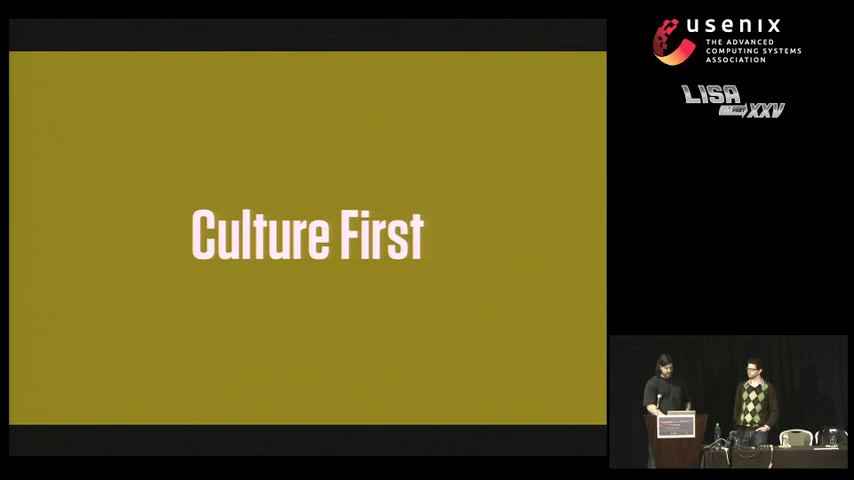 Culture First
usenix
THE ADVANCED
COMPUTING SYSTEMS
ASSOCIATION
LISA
XXV